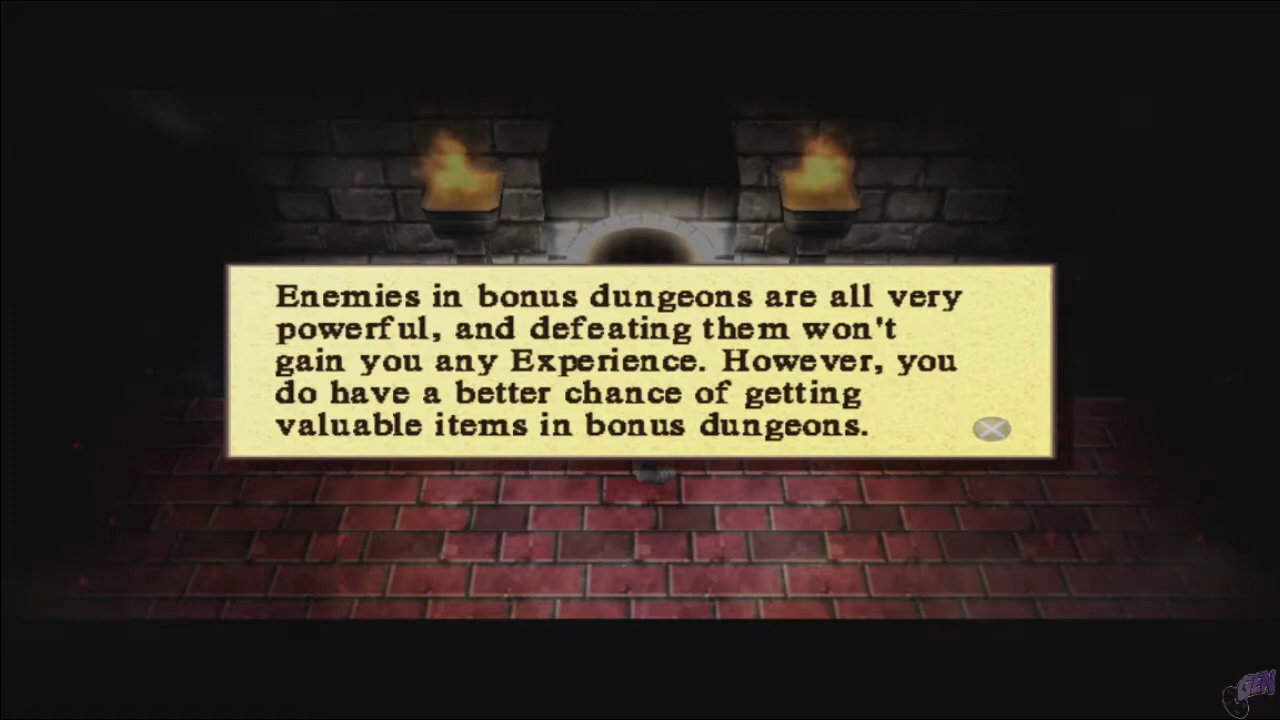 Enemies in bonus dungeons are all very
powerful, and defeating them won't
gain you any Experience. However, you
do have a better chance of getting
valuable items in bonus dungeons.
GEN